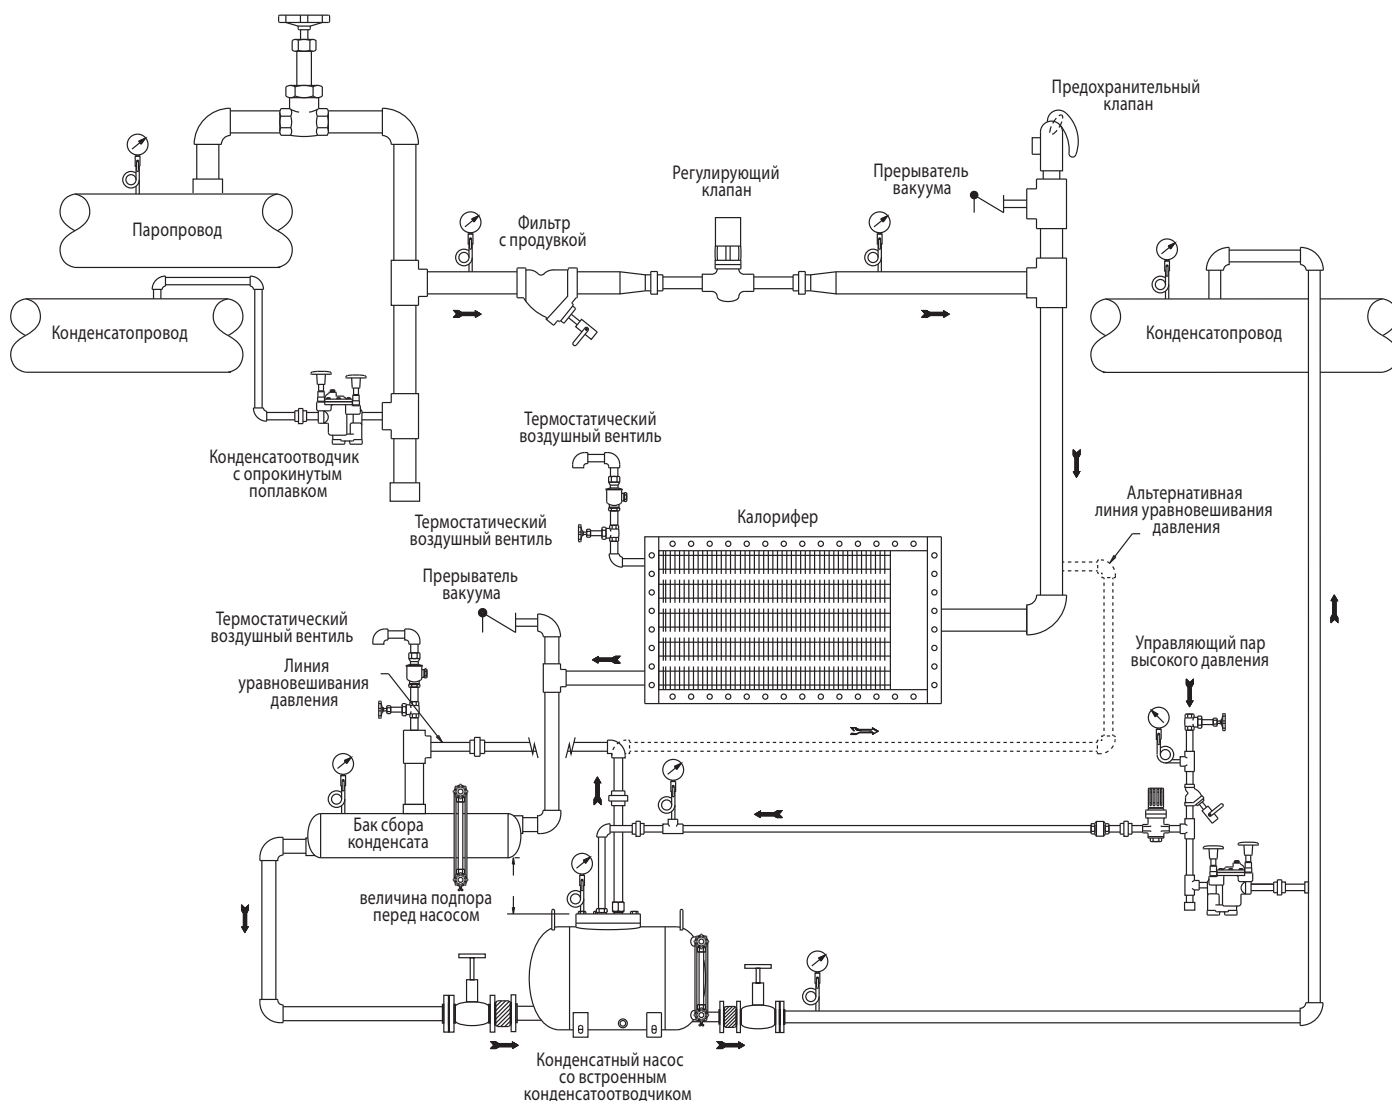 Предохранительный
клапан
Регулирующий
клапан
Прерыватель
вакуума
Фильтр
с продувкой
Паропровод
Конденсатопровод
Конденсатопровод
Конденсатоотводчик
с опрокинутым
поплавком
Термостатический
воздушный вентиль
Альтернативная
линия уравновешивания
давления
Калорифер
Термостатический
воздушный вентиль
Прерыватель
вакуума
Термостатический
воздушный вентиль
Линия
уравновешивания
давления
Управляющий пар
высокого давления
Бак сбора
конденсата
величина подпора
перед насосом
Конденсатный насос
со встроенным
конденсатоотводчиком